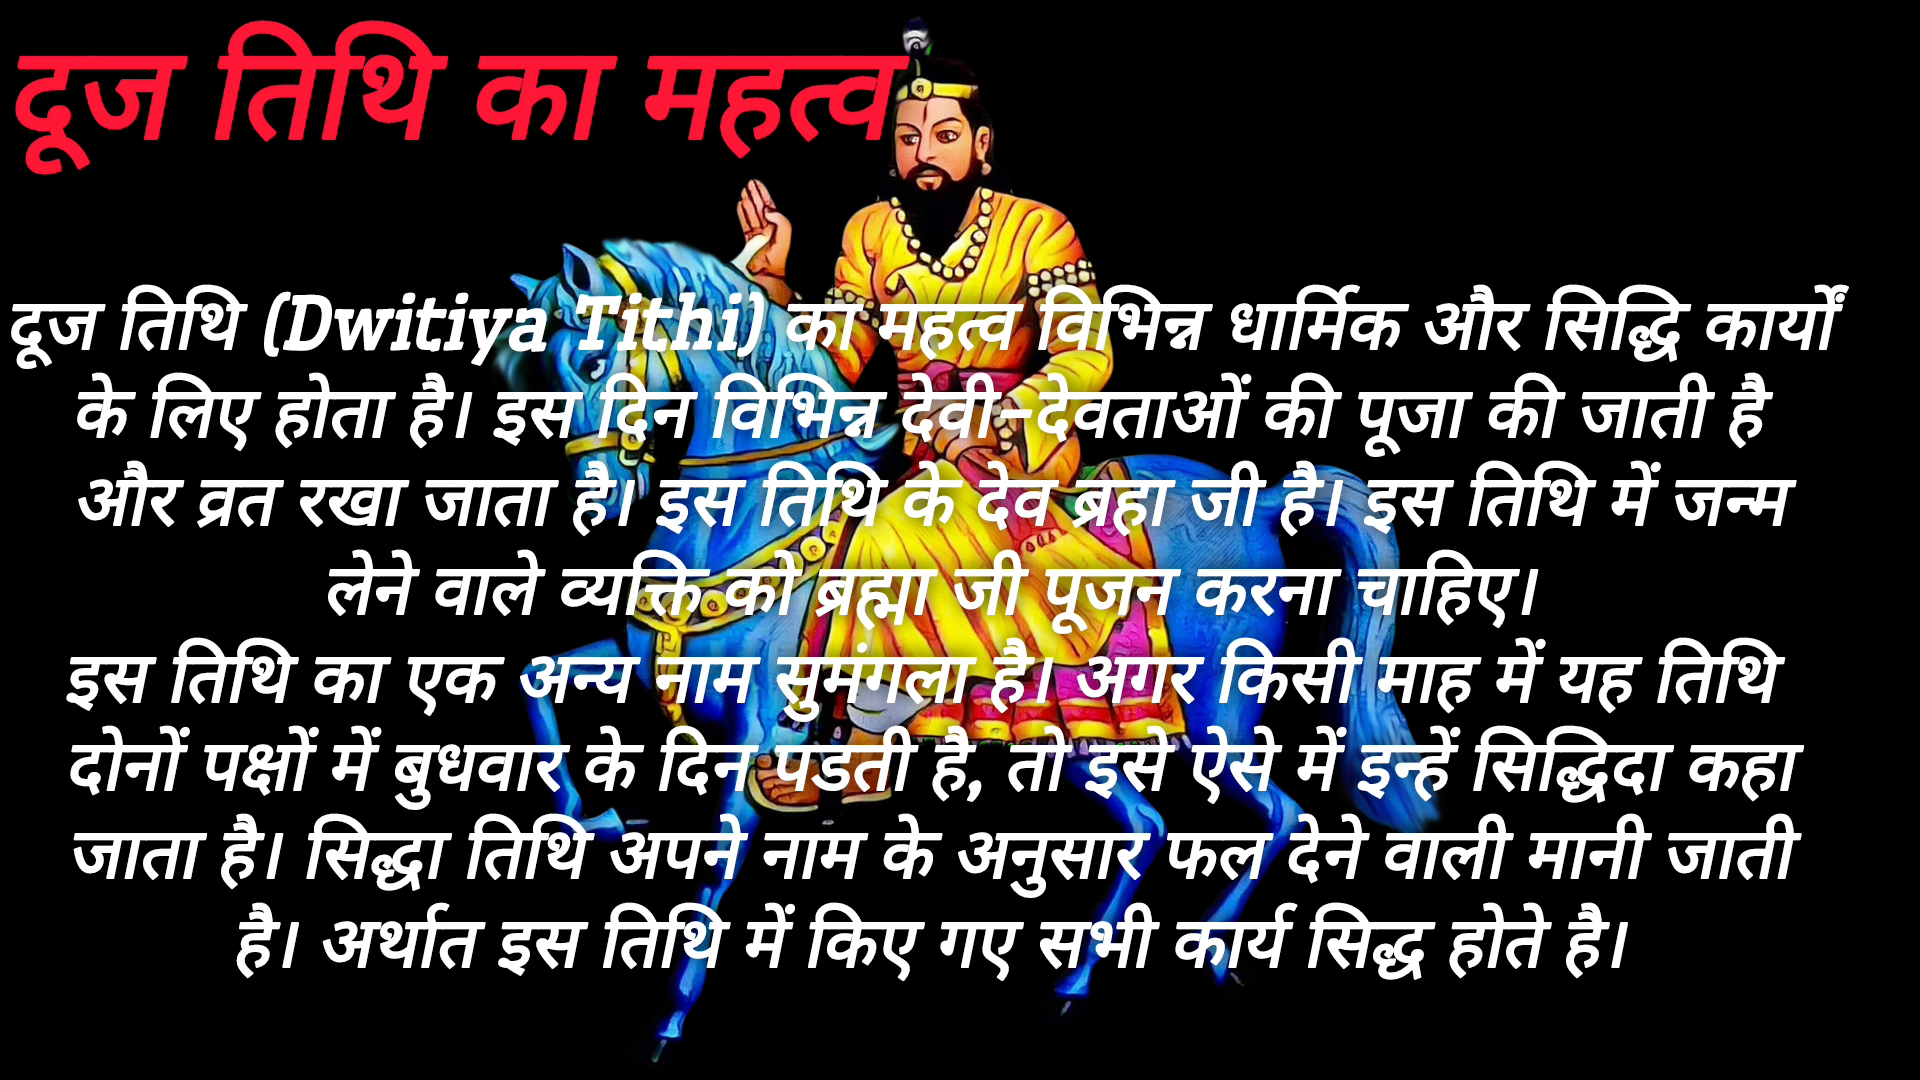 दूज तिथि का महत्व
दूज तिथि (Dwitiya Tithi) का महत्व विभिन्न धार्मिक और सिद्धि कार्यों
के लिए होता है। इस दिन विभिन्न देवी-देवताओं की पूजा की जाती है
और व्रत रखा जाता है। इस तिथि के देव ब्रहा जी है। इस तिथि में जन्म
लेने वाले व्यक्ति को ब्रह्मा जी पूजन करना चाहिए।
इस तिथि का एक अन्य नाम सुमंगला है। अगर किसी माह में यह तिथि
दोनों पक्षों में बुधवार के दिन पडती है, तो इसे ऐसे में इन्हें सिद्धिदा कहा
जाता है। सिद्धा तिथि अपने नाम के अनुसार फल देने वाली मानी जाती
है। अर्थात इस तिथि में किए गए सभी कार्य सिद्ध होते है।